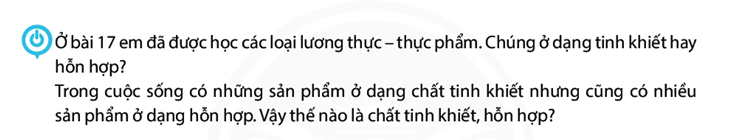 Ở bài 17 em đã được học các loại lương thực – thực phẩm. Chúng ở dạng tinh khiết hay
hỗn hợp?
Trong cuộc sống có những sản phẩm ở dạng chất tinh khiết nhưng cũng có nhiều
sản phẩm ở dạng hỗn hợp. Vậy thế nào là chất tinh khiết, hỗn hợp?